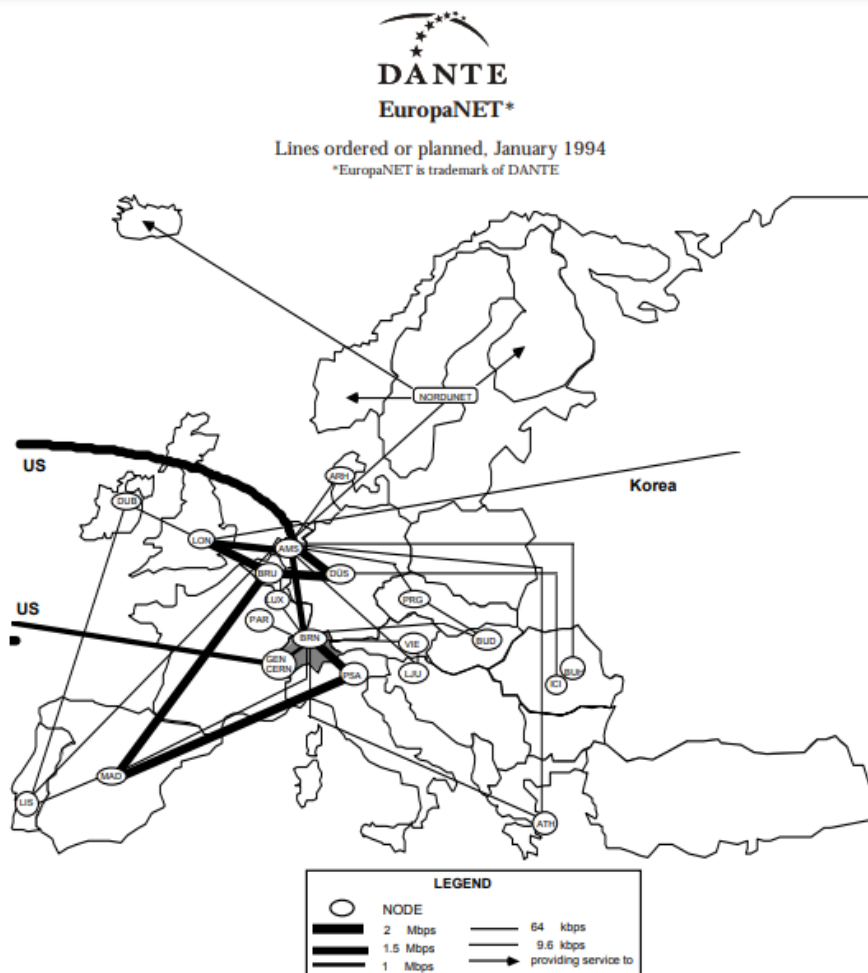 DANTE
EuropaNET*
Lines ordered or planned, January 1994
*EuropaNET is trademark of DANTE
NORDUNET
US
ARH
Korea
DUB
LON
AMS
BRU
DÜS
LUX
PRG
US
PAR
BRN
VIE
BUD
GEN
CERN
PSA
LJU
ICI
BUH
MAD
LIS
ATH
LEGEND
NODE
2 Mbps
64 kbps
1.5 Mbps
9.6 kbps
1 Mbps
providing service to